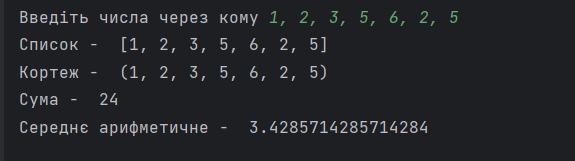 Введіть числа через кому 1, 2, 3, 5, 6, 2, 5
Список -  [1, 2, 3, 5, 6, 2, 5]
Кортеж -  (1, 2, 3, 5, 6, 2, 5)
Сума -  24
Середнє арифметичне -  3.4285714285714284